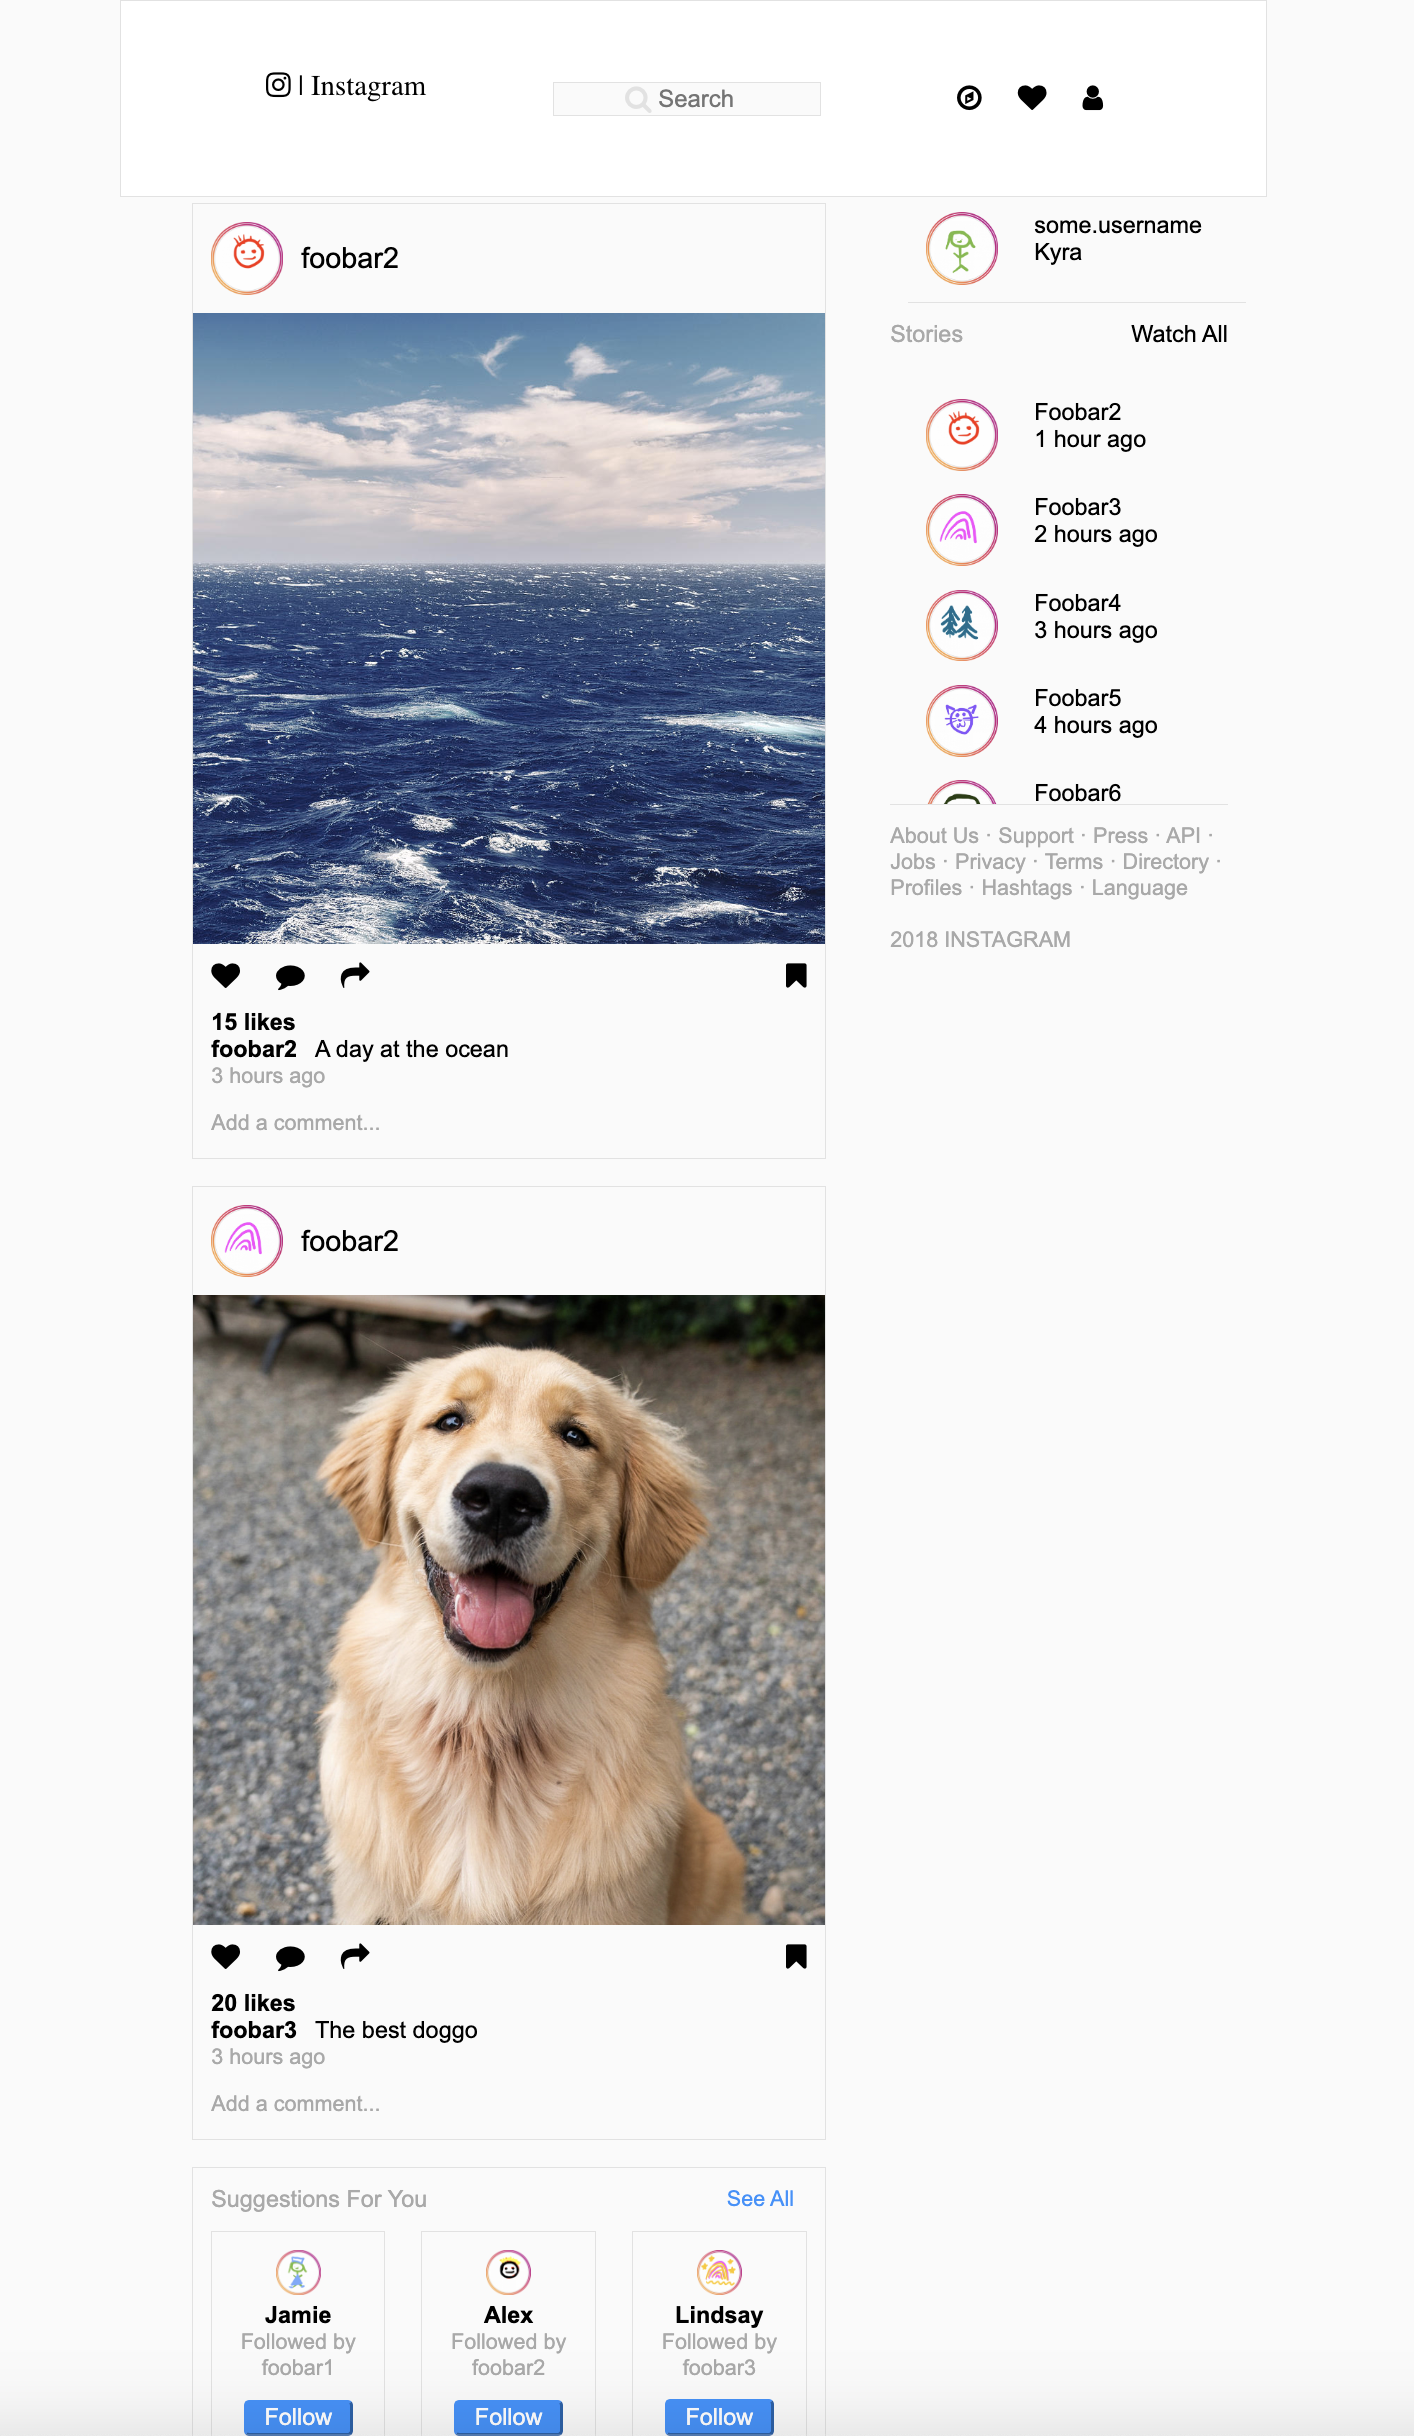 | Instagram
Search
foobar2
some.username
Kyra
Stories
Watch All
Foobar2
1 hour ago
Foobar3
2 hours ago
Foobar4
3 hours ago
Foobar5
4 hours ago
Foobar6
About Us · Support · Press · API ·
Jobs · Privacy · Terms · Directory ·
Profiles · Hashtags · Language
2018 INSTAGRAM
15 likes
foobar2 A day at the ocean
3 hours ago
Add a comment...
foobar2
20 likes
foobar3 The best doggo
3 hours ago
Add a comment...
Suggestions For You
See All
Jamie
Followed by
foobar1
Follow
Alex
Followed by
foobar2
Follow
Lindsay
Followed by
foobar3
Follow